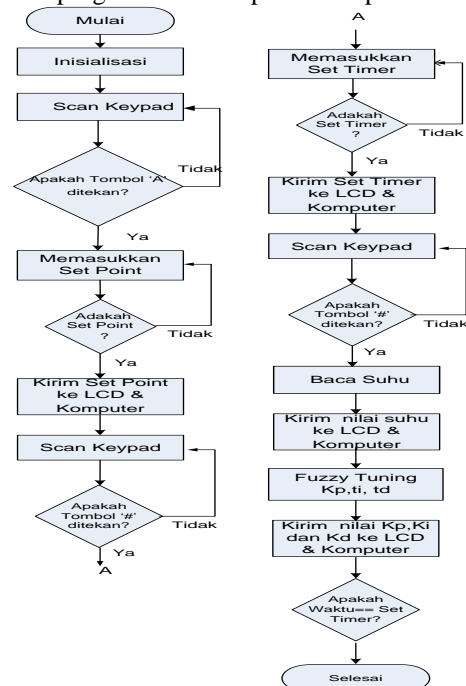 Mulai
Inisialisasi
Scan Keypad
Apakah Tombol 'A'
ditekan?
Tidak
Ya
Memasukkan
Set Point
Adakah
Set Point
?
Tidak
Ya
Kirim Set Point
ke LCD &
Komputer
Scan Keypad
Apakah
Tombol '#'
ditekan?
Tidak
Ya
A
A
Memasukkan
Set Timer
Adakah
Set Timer
?
Tidak
Ya
Kirim Set Timer
ke LCD &
Komputer
Scan Keypad
Apakah
Tombol '#'
ditekan?
Tidak
Ya
Baca Suhu
Kirim nilai suhu
ke LCD &
Komputer
Fuzzy Tuning
Kp,ti, td
Kirim nilai Kp,Ki
dan Kd ke LCD
& Komputer
Apakah
Waktu== Set
Timer?
Selesai